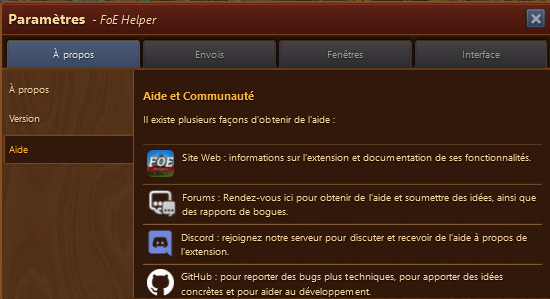 Paramètres - FoE Helper
À propos Envois Fenêtres Interface
À propos
Version
Aide
Aide et Communauté
Il existe plusieurs façons d'obtenir de l'aide :
FOE
Site Web : informations sur l'extension et documentation de ses fonctionnalités.
Forums : Rendez-vous ici pour obtenir de l'aide et soumettre des idées, ainsi que
des rapports de bogues.
Discord : rejoignez notre serveur pour discuter et recevoir de l'aide à propos de
l'extension.
GitHub : pour reporter des bugs plus techniques, pour apporter des idées
concrètes et pour aider au développement.